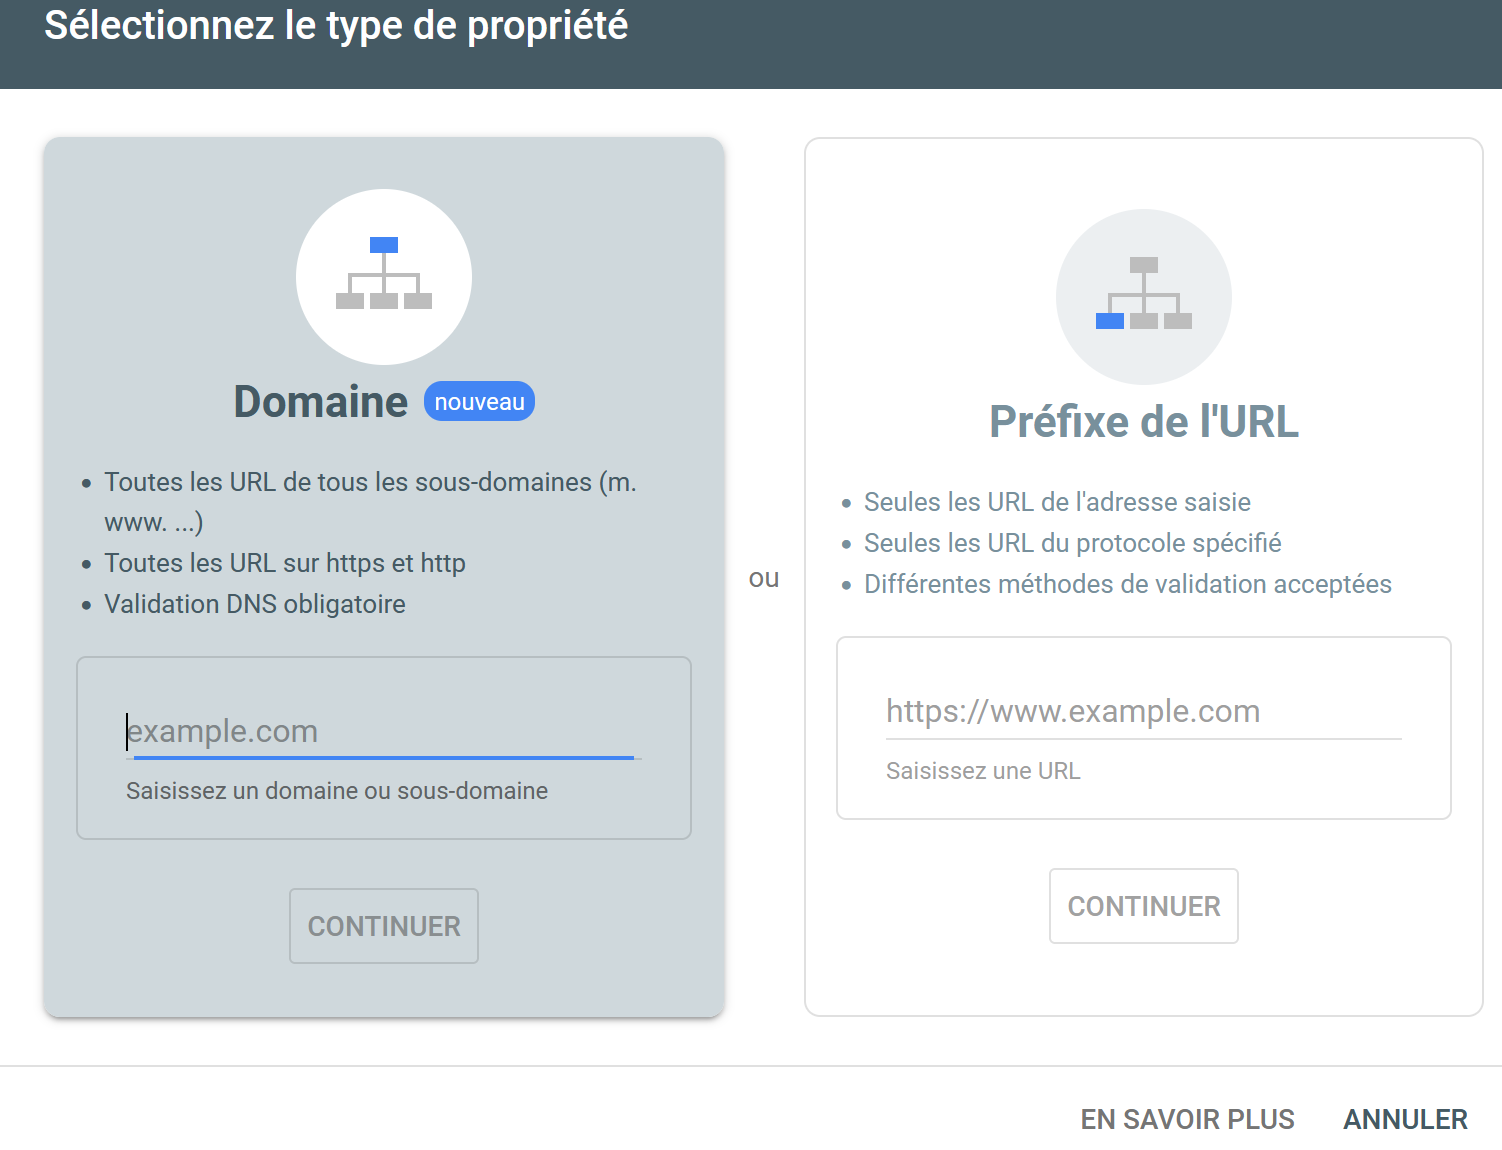 Sélectionnez le type de propriété
Domaine nouveau
Toutes les URL de tous les sous-domaines (m.
www. ...)
Toutes les URL sur https et http
Validation DNS obligatoire
example.com
Saisissez un domaine ou sous-domaine
CONTINUER
ou
Préfixe de l'URL
Seules les URL de l'adresse saisie
Seules les URL du protocole spécifié
Différentes méthodes de validation acceptées
https://www.example.com
Saisissez une URL
CONTINUER
EN SAVOIR PLUS ANNULER